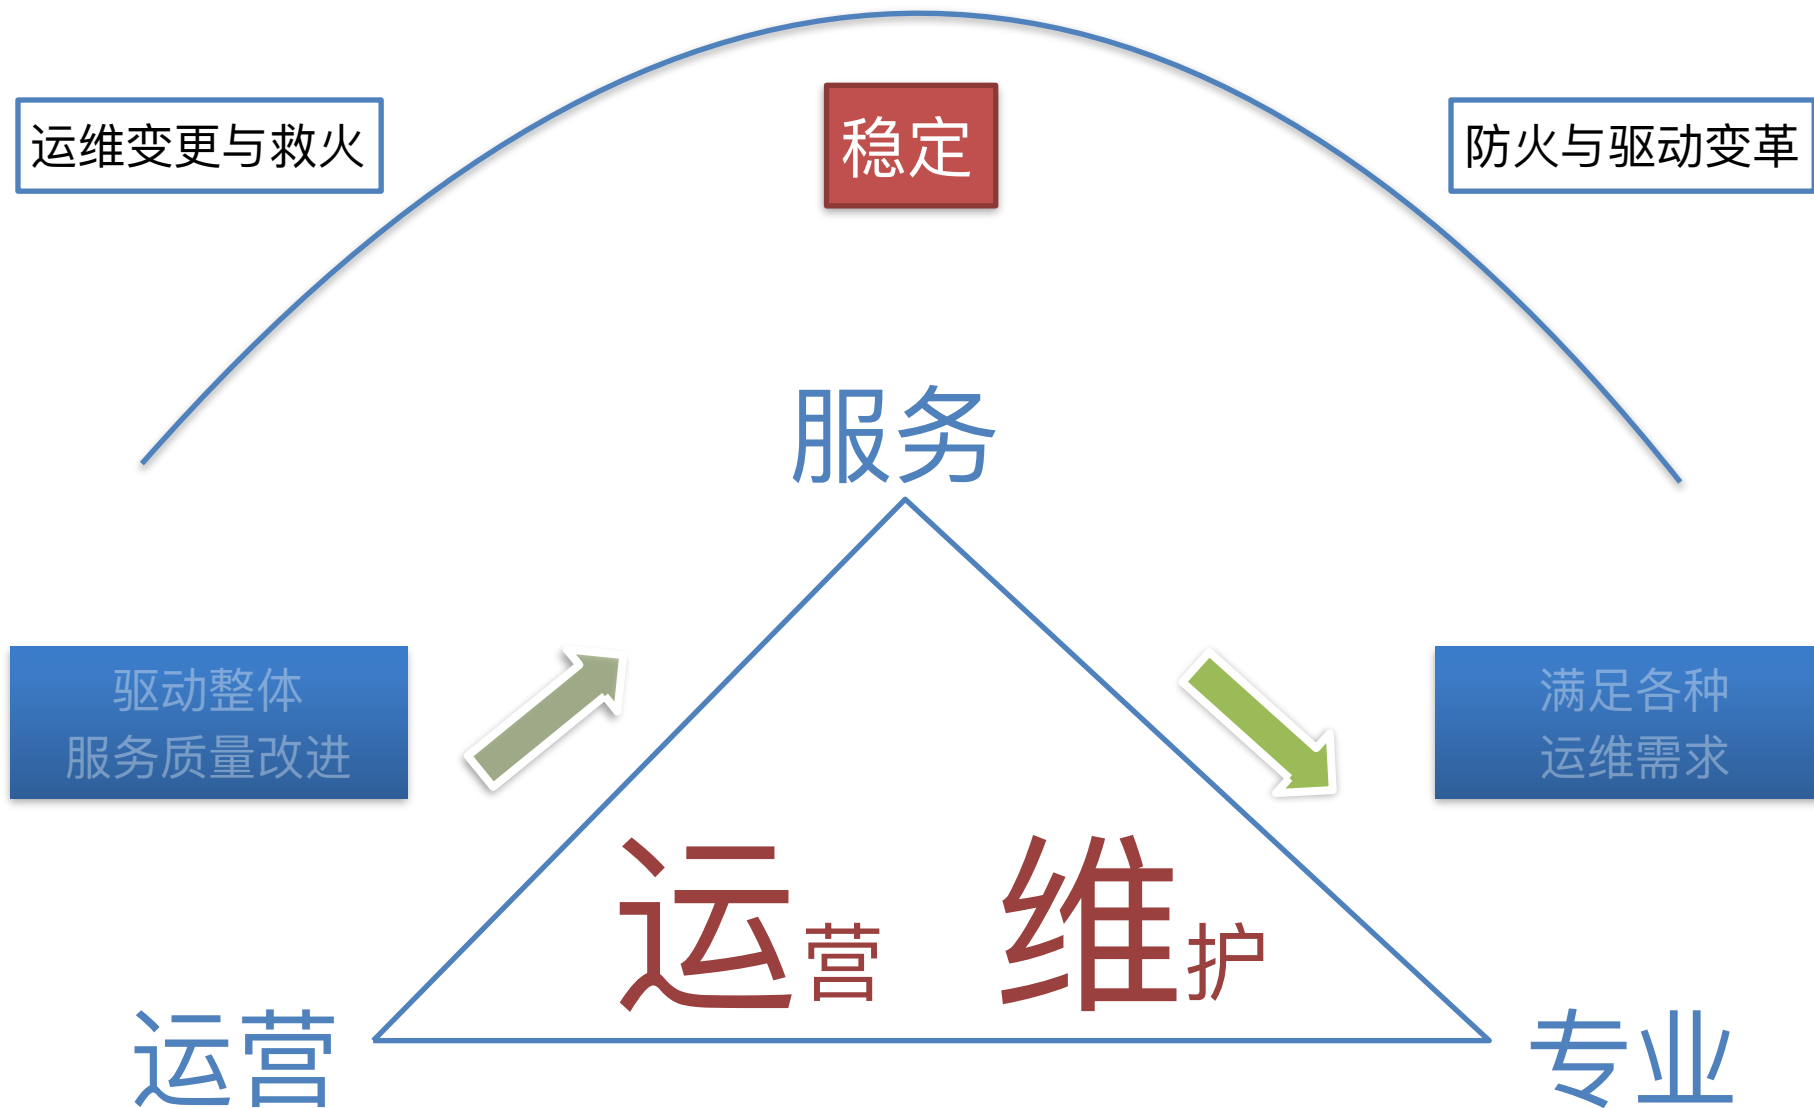 运维变更与救火
稳定
防火与驱动变革
服务
驱动整体
服务质量改进
满足各种
运维需求
运营 维护
运营
专业